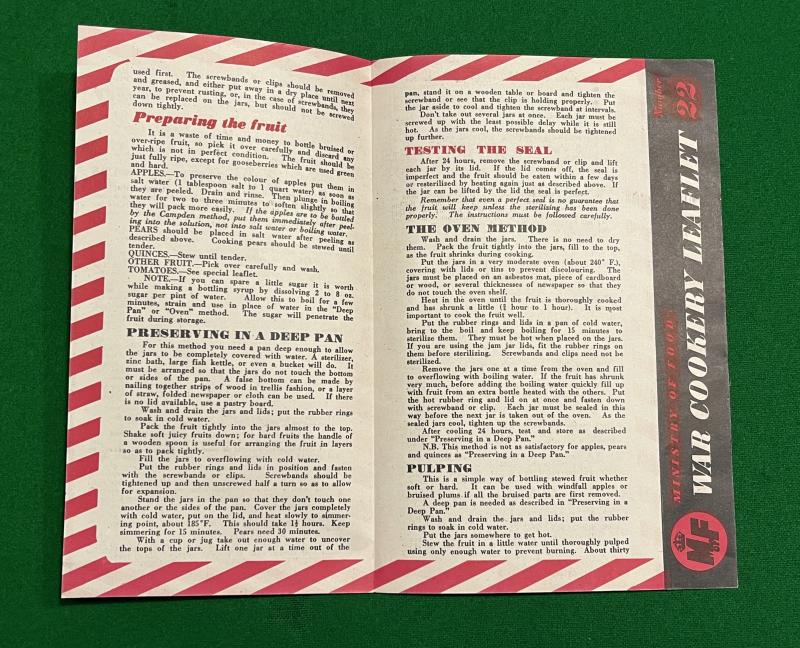 used first. The screwbands or clips should be removed
and greased, and either put away in a dry place until next
year, to prevent rusting, or, in the case of screwbands, they
can be replaced on the jars, but should not be screwed
down tightly.
Preparing the fruit
It is a waste of time and money to bottle bruised or
over-ripe fruit, so pick it over carefully and discard any
which is not in perfect condition. The fruit should be
just fully ripe, except for gooseberries which are used green
and hard.
APPLES.—To preserve the colour of apples put them in
salt water (1 tablespoon salt to 1 quart water) as soon as
they are peeled. Drain and rinse. Then plunge in boiling
water for two to three minutes to soften slightly so that
they will pack more easily. If the apples are to be bottled
by the Campden method, put them immediately after peel-
ing into the solution, not into salt water or boiling water.
PEARS should be placed in salt water after peeling as
described above. Cooking pears should be stewed until
tender.
QUINCES.—Stew until tender.
OTHER FRUIT.—Pick over carefully and wash.
TOMATOES.—See special leaflet.
NOTE.—If you can spare a little sugar it is worth
while making a bottling syrup by dissolving 2 to 8 oz.
sugar per pint of water. Allow this to boil for a few
minutes, strain and use in place of water in the "Deep
Pan" or "Oven" method. The sugar will penetrate the
fruit during storage.
PRESERVING IN A DEEP PAN
For this method you need a pan deep enough to allow
the jars to be completely covered with water. A sterilizer,
zinc bath, large fish kettle, or even a bucket will do. It
must be arranged so that the jars do not touch the bottom
or sides of the pan. A false bottom can be made by
nailing together strips of wood in trellis fashion, or a layer
of straw, folded newspaper or cloth can be used. If there
is no lid available, use a pastry board.
Wash and drain the jars and lids; put the rubber rings
to soak in cold water.
Pack the fruit tightly into the jars almost to the top.
Shake soft juicy fruits down; for hard fruits the handle of
a wooden spoon is useful for arranging the fruit in layers
so as to pack tightly.
Fill the jars to overflowing with cold water.
Put the rubber rings and lids in position and fasten
with the screwbands or clips. Screwbands should be
tightened up and then unscrewed half a turn so as to allow
for expansion.
Stand the jars in the pan so that they don't touch one
another or the sides of the pan. Cover the jars completely
with cold water, put on the lid, and heat slowly to simmer-
ing point, about 185°F. This should take 1½ hours. Keep
simmering for 15 minutes. Pears need 30 minutes.
With a cup or jug take out enough water to uncover
the tops of the jars. Lift one jar at a time out of the
pan, stand it on a wooden table or board and tighten the
screwband or see that the clip is holding properly. Put
the jar aside to cool and tighten the screwband at intervals.
Don't take out several jars at once. Each jar must be
screwed up with the least possible delay while it is still
hot. As the jars cool, the screwbands should be tightened
up further.
TESTING THE SEAL
After 24 hours, remove the screwband or clip and lift
each jar by its lid. If the lid comes off, the seal is
imperfect and the fruit should be eaten within a few days
or resterilized by heating again just as described above. If
the jar can be lifted by the lid the seal is perfect.
Remember that even a perfect seal is no guarantee that
the fruit will keep unless the sterilizing has been done
properly. The instructions must be followed carefully.
THE OVEN METHOD
Wash and drain the jars. There is no need to dry
them. Pack the fruit tightly into the jars, fill to the top,
as the fruit shrinks during cooking.
Put the jars in a very moderate oven (about 240° F.),
covering with lids or tins to prevent discolouring. The
jars must be placed on an asbestos mat, piece of cardboard
or wood, or several thicknesses of newspaper so that they
do not touch the oven shelf.
Heat in the oven until the fruit is thoroughly cooked
and has shrunk a little (¾ hour to 1 hour). It is most
important to cook the fruit well.
Put the rubber rings and lids in a pan of cold water,
bring to the boil and keep boiling for 15 minutes to
sterilize them. They must be hot when placed on the jars.
If you are using the jam jar lids, fit the rubber rings on
them before sterilizing. Screwbands and clips need not be
sterilized.
Remove the jars one at a time from the oven and fill
to overflowing with boiling water. If the fruit has shrunk
very much, before adding the boiling water quickly fill up
with fruit from an extra bottle heated with the others. Put
the hot rubber ring and lid on at once and fasten down
with screwband or clip. Each jar must be sealed in this
way before the next jar is taken out of the oven. As the
sealed jars cool, tighten up the screwbands.
After cooling 24 hours, test and store as described
under "Preserving in a Deep Pan."
N.B. This method is not as satisfactory for apples, pears
and quinces as "Preserving in a Deep Pan."
PULPING
This is a simple way of bottling stewed fruit whether
soft or hard. It can be used with windfall apples or
bruised plums if all the bruised parts are first removed.
A deep pan is needed as described in "Preserving in a
Deep Pan."
Wash and drain the jars and lids; put the rubber
rings to soak in cold water.
Put the jars somewhere to get hot.
Stew the fruit in a little water until thoroughly pulped
using only enough water to prevent burning. About thirty
MINISTRY OF FOOD
WAR COOKERY LEAFLET
Number
22
M OF F